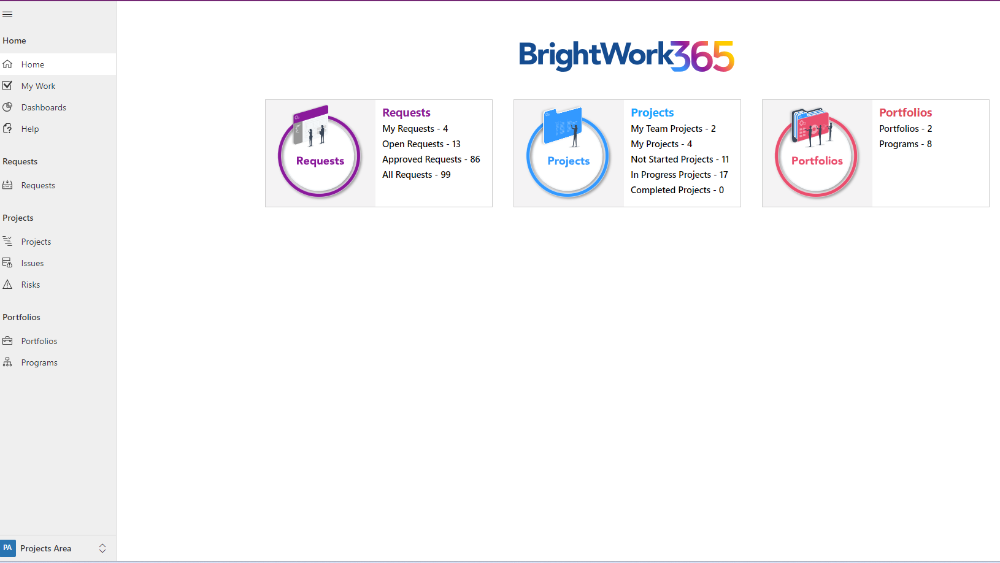 Home
Home
My Work
Dashboards
Help
Requests
Requests
Projects
Projects
Issues
Risks
Portfolios
Portfolios
Programs
PA Projects Area
BrightWork365
Requests
Requests
My Requests - 4
Open Requests - 13
Approved Requests - 86
All Requests - 99
Projects
Projects
My Team Projects - 2
My Projects - 4
Not Started Projects - 11
In Progress Projects - 17
Completed Projects - 0
Portfolios
Portfolios
Portfolios - 2
Programs - 8